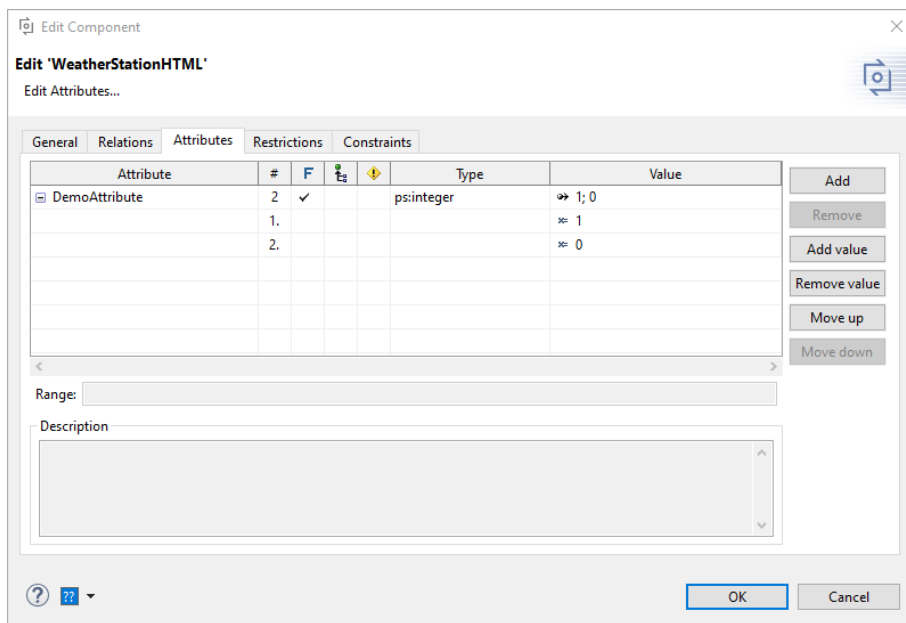 Edit Component
Edit 'WeatherStationHTML'
Edit Attributes...
General Relations Attributes Restrictions Constraints
Attribute # F Type Value
DemoAttribute 2 ps:integer 1; 0
1. 1
2. 0
Add
Remove
Add value
Remove value
Move up
Move down
Range:
Description
?
??
OK Cancel